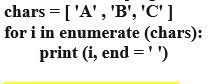 chars = [ 'A' , 'B', 'C' ]
for i in enumerate (chars):
print (i, end = ' ')